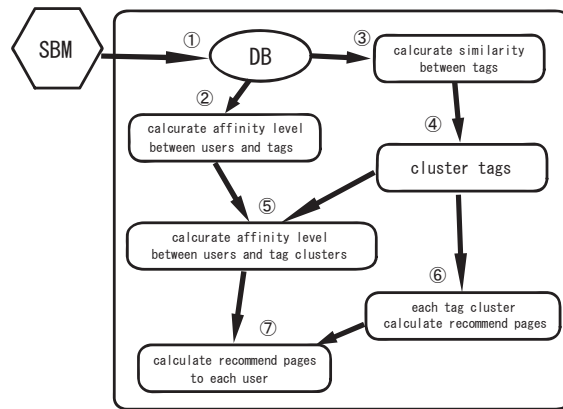 SBM
①
DB
③
calcurate similarity
between tags
②
calcurate affinity level
between users and tags
④
cluster tags
⑤
calcurate affinity level
between users and tag clusters
⑥
each tag cluster
calculate recommend pages
⑦
calculate recommend pages
to each user